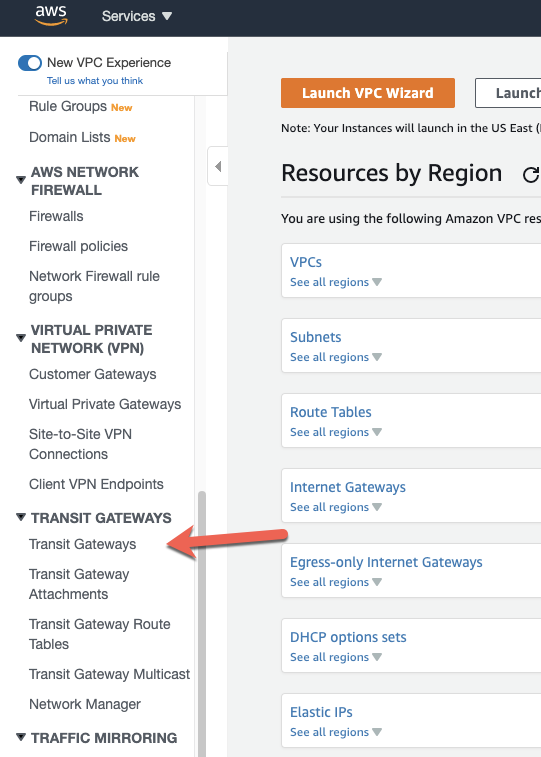 aws
Services
New VPC Experience
Tell us what you think
Rule Groups New
Domain Lists New
AWS NETWORK
FIREWALL
Firewalls
Firewall policies
Network Firewall rule
groups
VIRTUAL PRIVATE
NETWORK (VPN)
Customer Gateways
Virtual Private Gateways
Site-to-Site VPN
Connections
Client VPN Endpoints
TRANSIT GATEWAYS
Transit Gateways
Transit Gateway
Attachments
Transit Gateway Route
Tables
Transit Gateway Multicast
Network Manager
TRAFFIC MIRRORING
Launch VPC Wizard
Launch
Note: Your Instances will launch in the US East (
Resources by Region
You are using the following Amazon VPC res
VPCs
See all regions
Subnets
See all regions
Route Tables
See all regions
Internet Gateways
See all regions
Egress-only Internet Gateways
See all regions
DHCP options sets
See all regions
Elastic IPs
See all regions